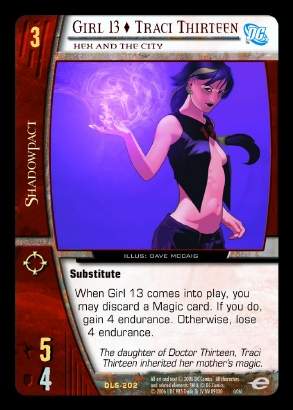 3
Girl 13 ♦ Traci Thirteen
Hex and the City
DC
Shadowpact
ILLUS: DAVE MCCAIG
Substitute
When Girl 13 comes into play, you
may discard a Magic card. If you do,
gain 4 endurance. Otherwise, lose
4 endurance.
The daughter of Doctor Thirteen, Traci
Thirteen inherited her mother's magic.
5
4
DLS-202